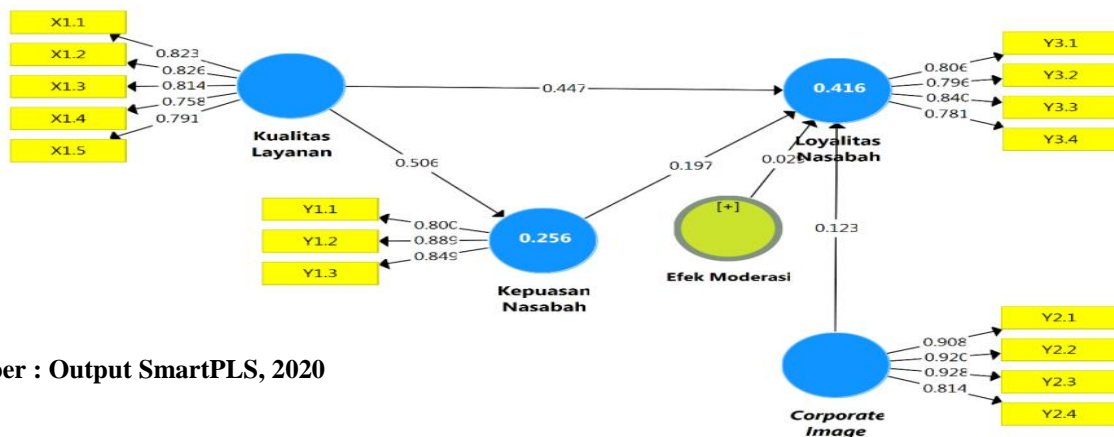 X1.1
X1.2
X1.3
X1.4
X1.5
0.823
0.826
0.814
0.758
0.791
Kualitas
Layanan
0.447
0.506
0.416
Loyalitas
Nasabah
0.806
0.796
0.840
0.781
Y3.1
Y3.2
Y3.3
Y3.4
Y1.1
Y1.2
Y1.3
0.800
0.889
0.849
0.256
Kepuasan
Nasabah
0.197
[+]
Efek Moderasi
0.123
Corporate
Image
0.908
0.920
0.928
0.814
Y2.1
Y2.2
Y2.3
Y2.4
: Output SmartPLS, 2020